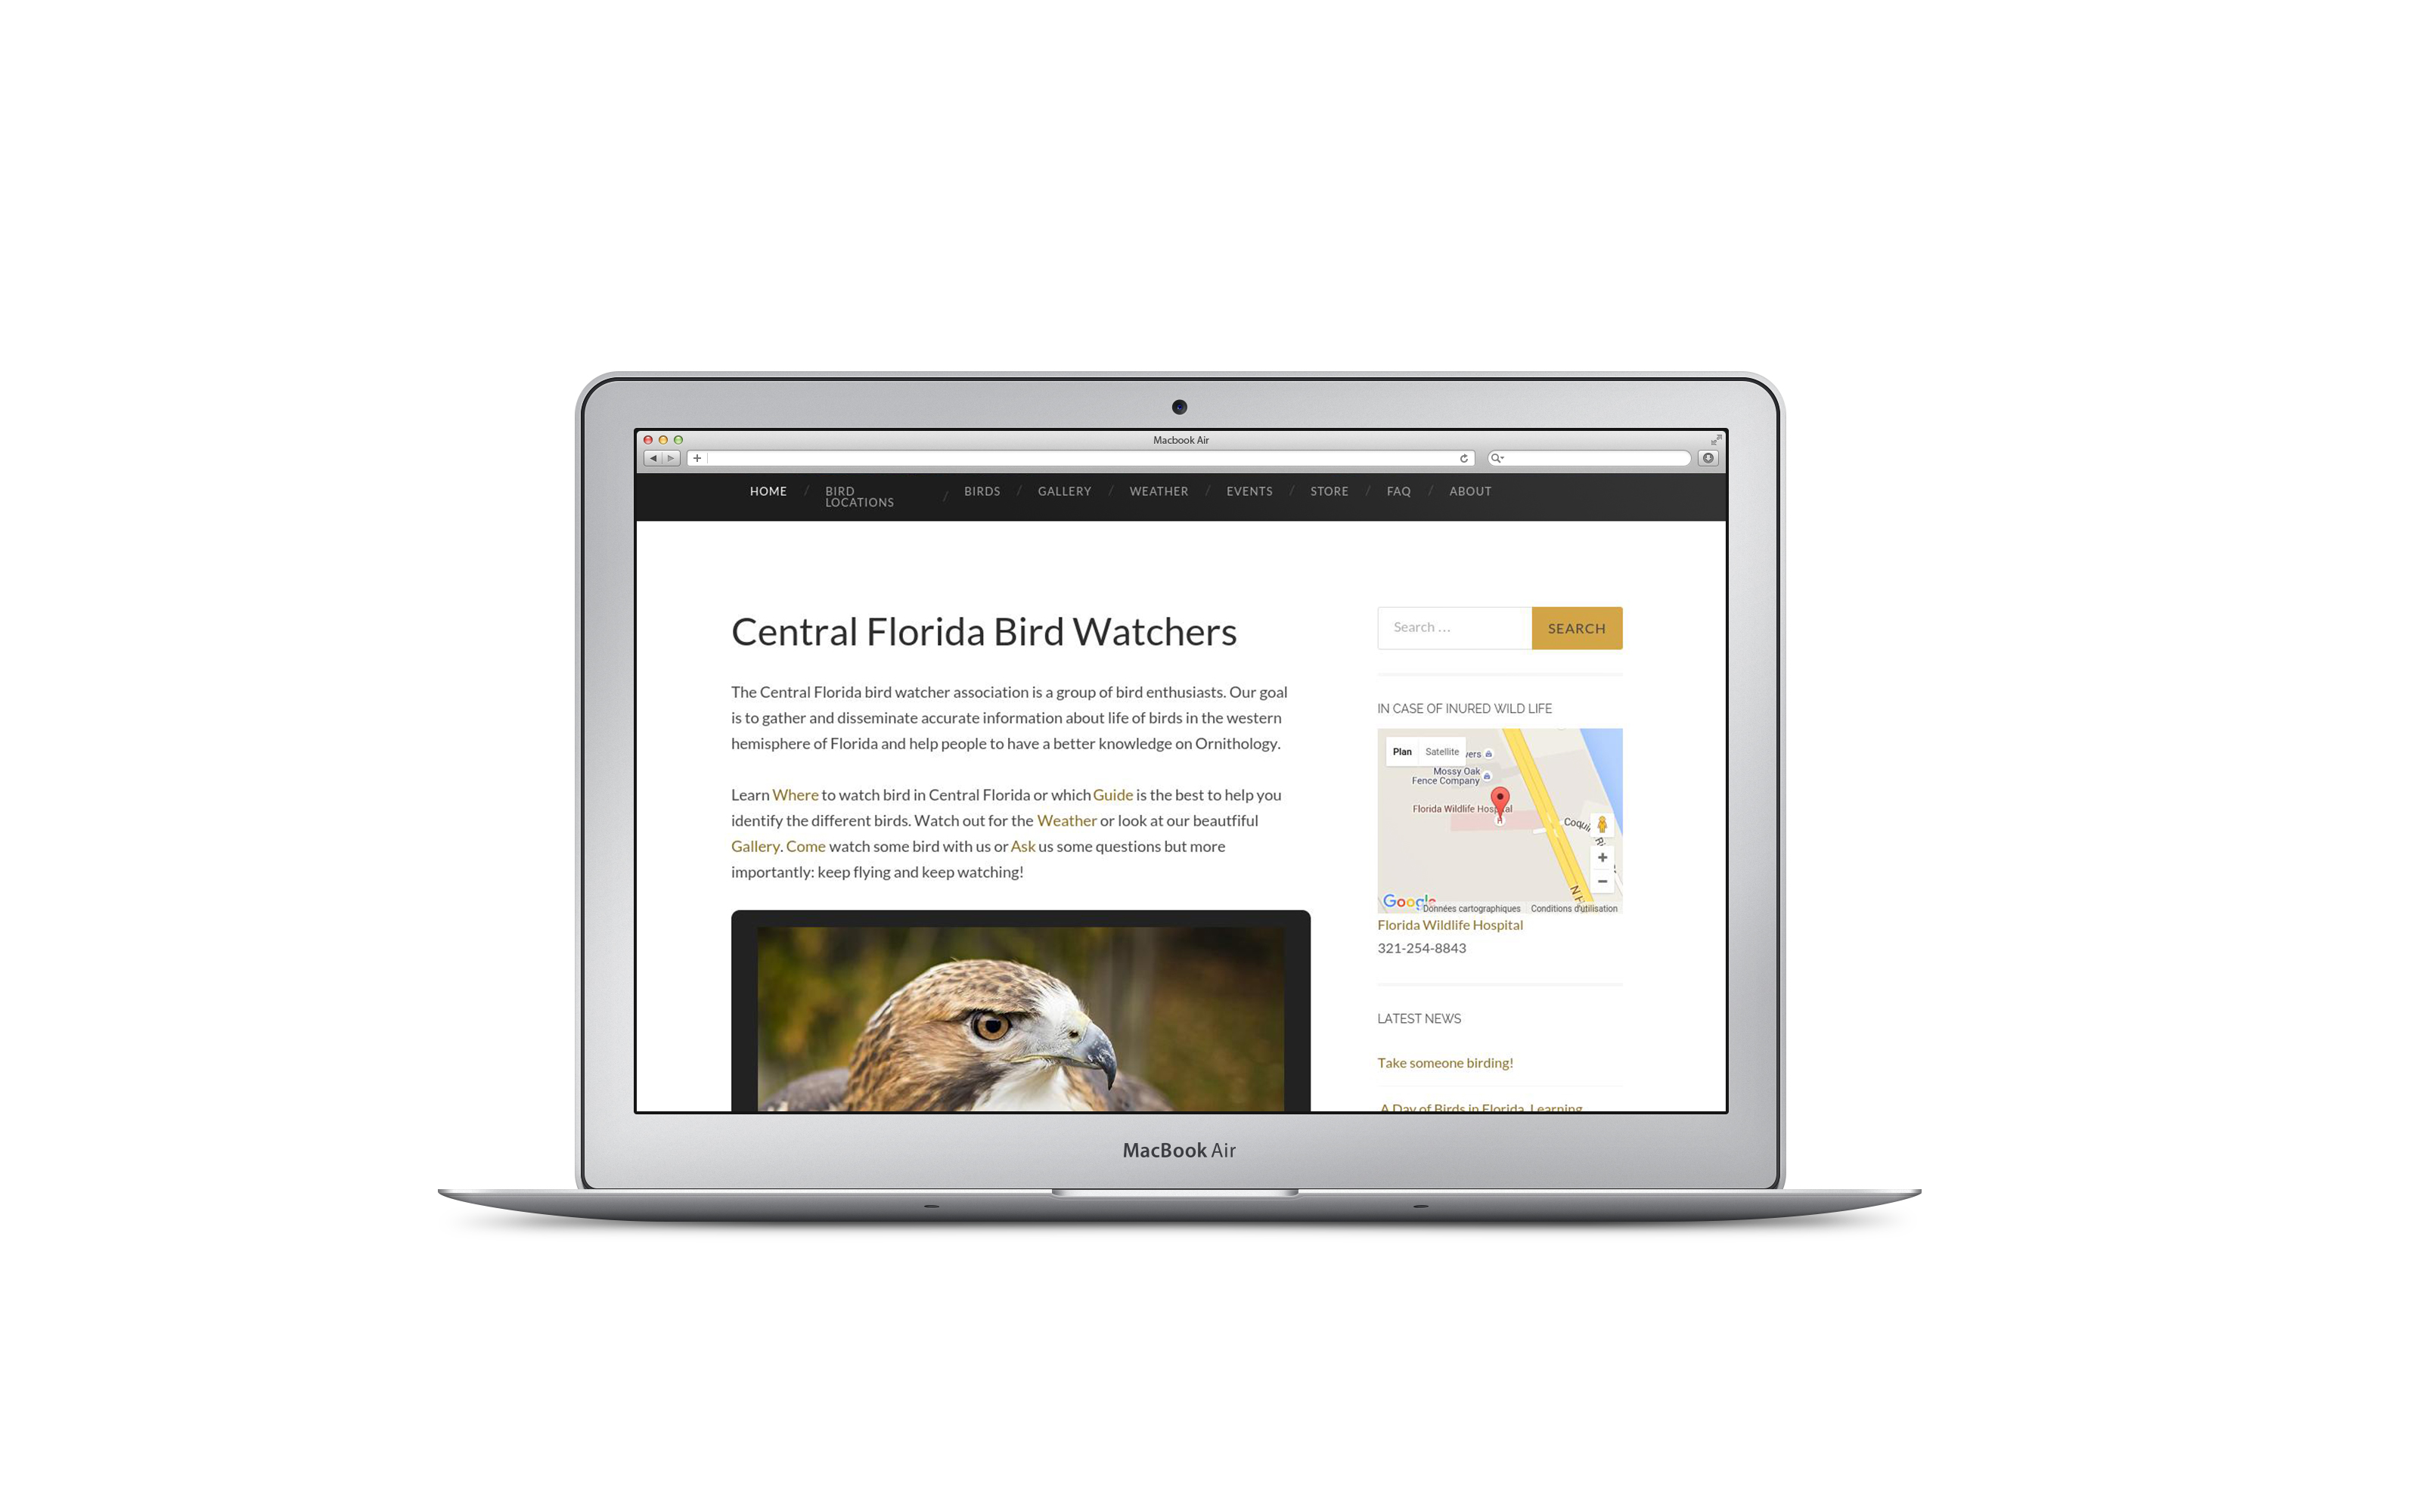 Macbook Air
HOME / BIRD LOCATIONS / BIRDS / GALLERY / WEATHER / EVENTS / STORE / FAQ / ABOUT
Central Florida Bird Watchers
The Central Florida bird watcher association is a group of bird enthusiasts. Our goal
is to gather and disseminate accurate information about life of birds in the western
hemisphere of Florida and help people to have a better knowledge on Ornithology.
Learn Where to watch bird in Central Florida or which Guide is the best to help you
identify the different birds. Watch out for the Weather or look at our beautfiful
Gallery. Come watch some bird with us or Ask us some questions but more
importantly: keep flying and keep watching!
Search ...
SEARCH
IN CASE OF INURED WILD LIFE
Plan Satellite
vers
Mossy Oak
Fence Company
Florida Wildlife Hospital
Google
Données cartographiques Conditions d'utilisation
Florida Wildlife Hospital
321-254-8843
LATEST NEWS
Take someone birding!
A Day of Birds in Florida, Learning
MacBook Air